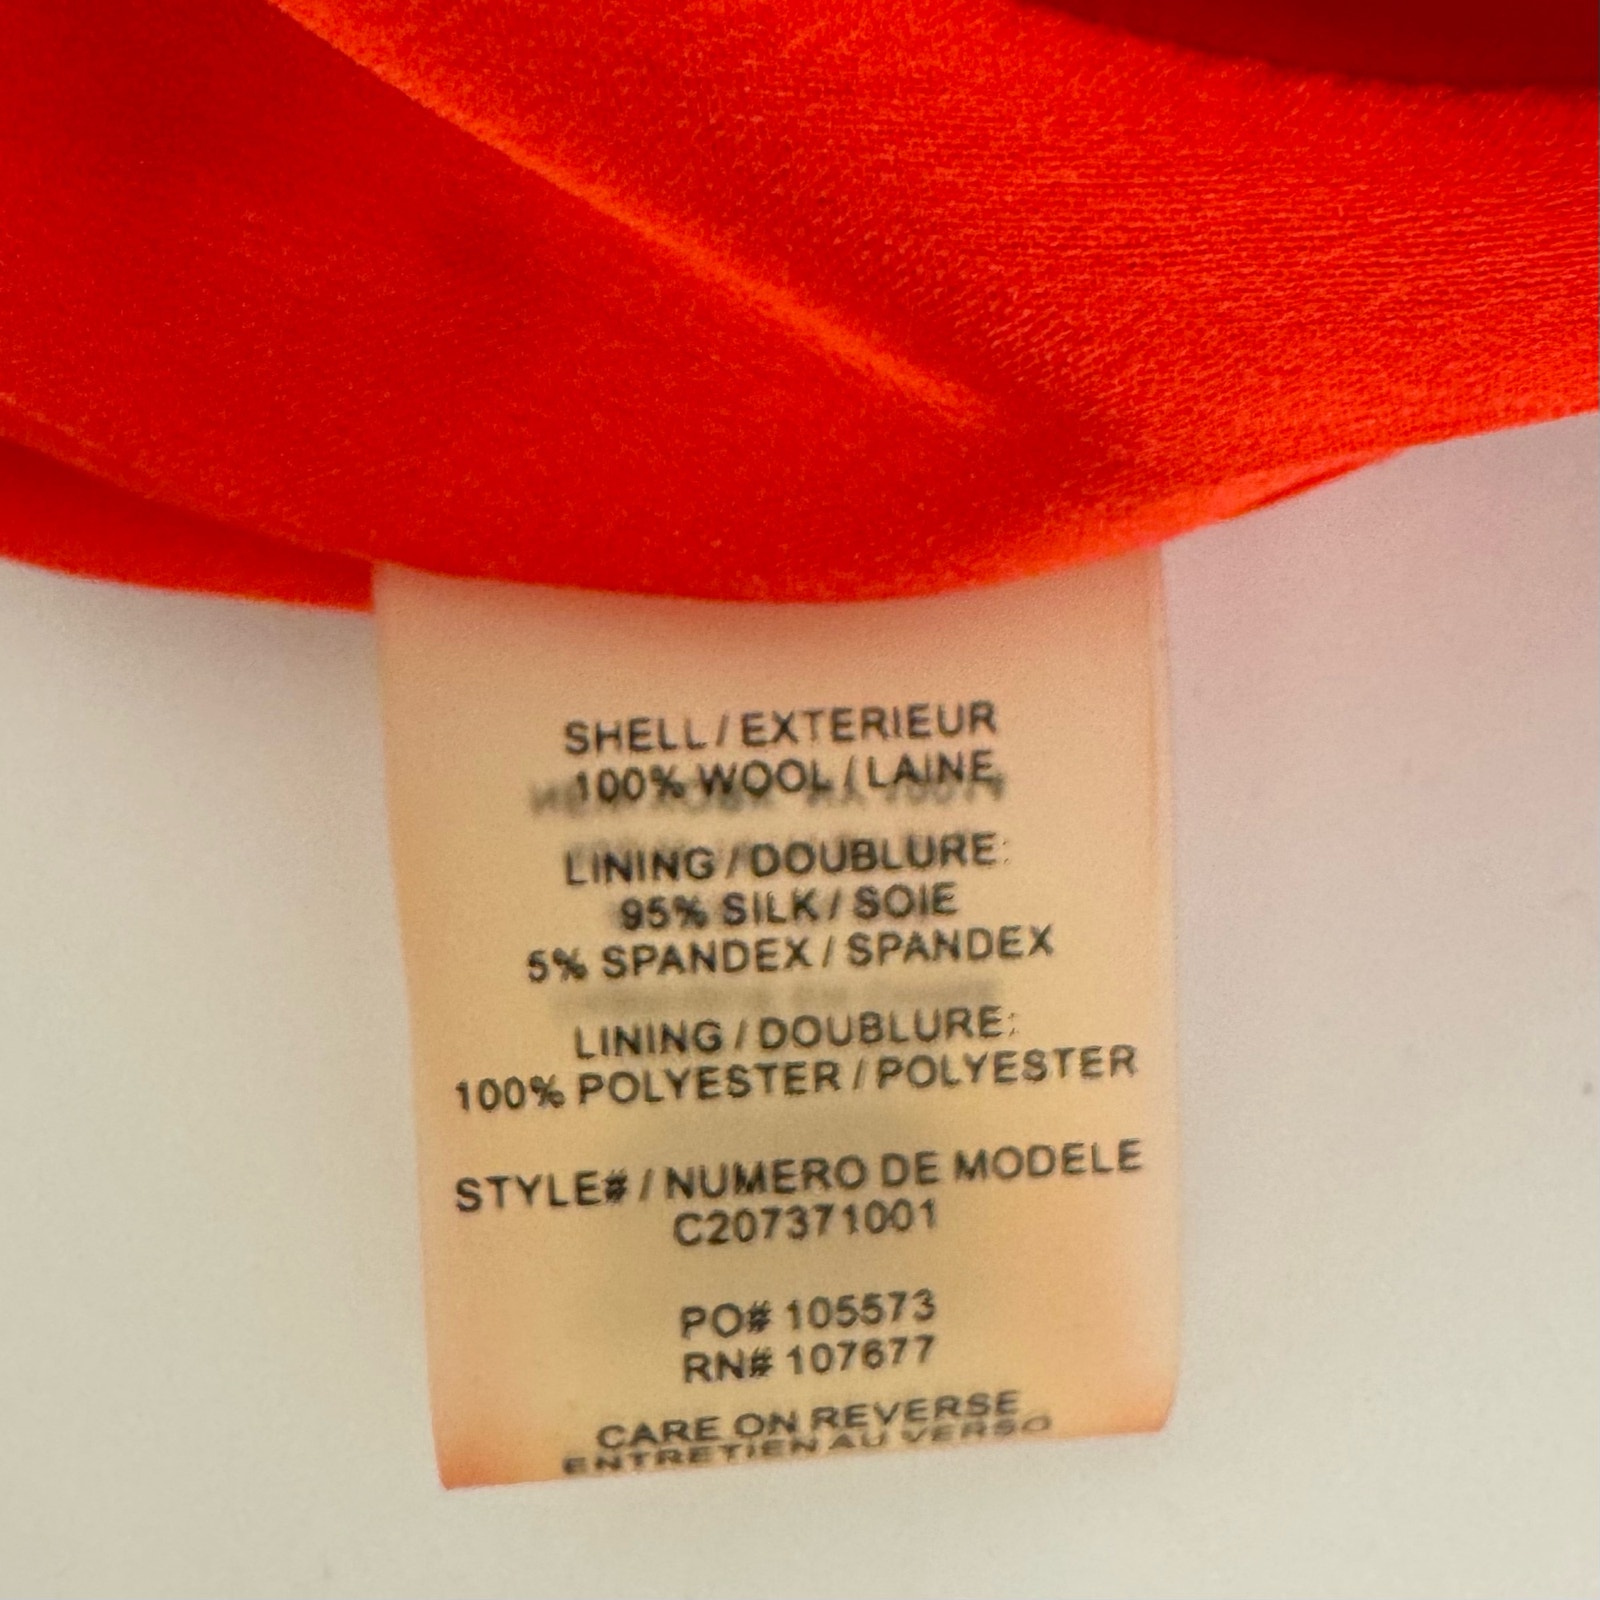 SHELL / EXTERIEUR
100% WOOL / LAINE
LINING / DOUBLURE:
95% SILK / SOIE
5% SPANDEX / SPANDEX
LINING / DOUBLURE:
100% POLYESTER / POLYESTER
STYLE# / NUMERO DE MODELE
C207371001
PO# 105573
RN# 107677
CARE ON REVERSE
ENTRETIEN AU VERSO